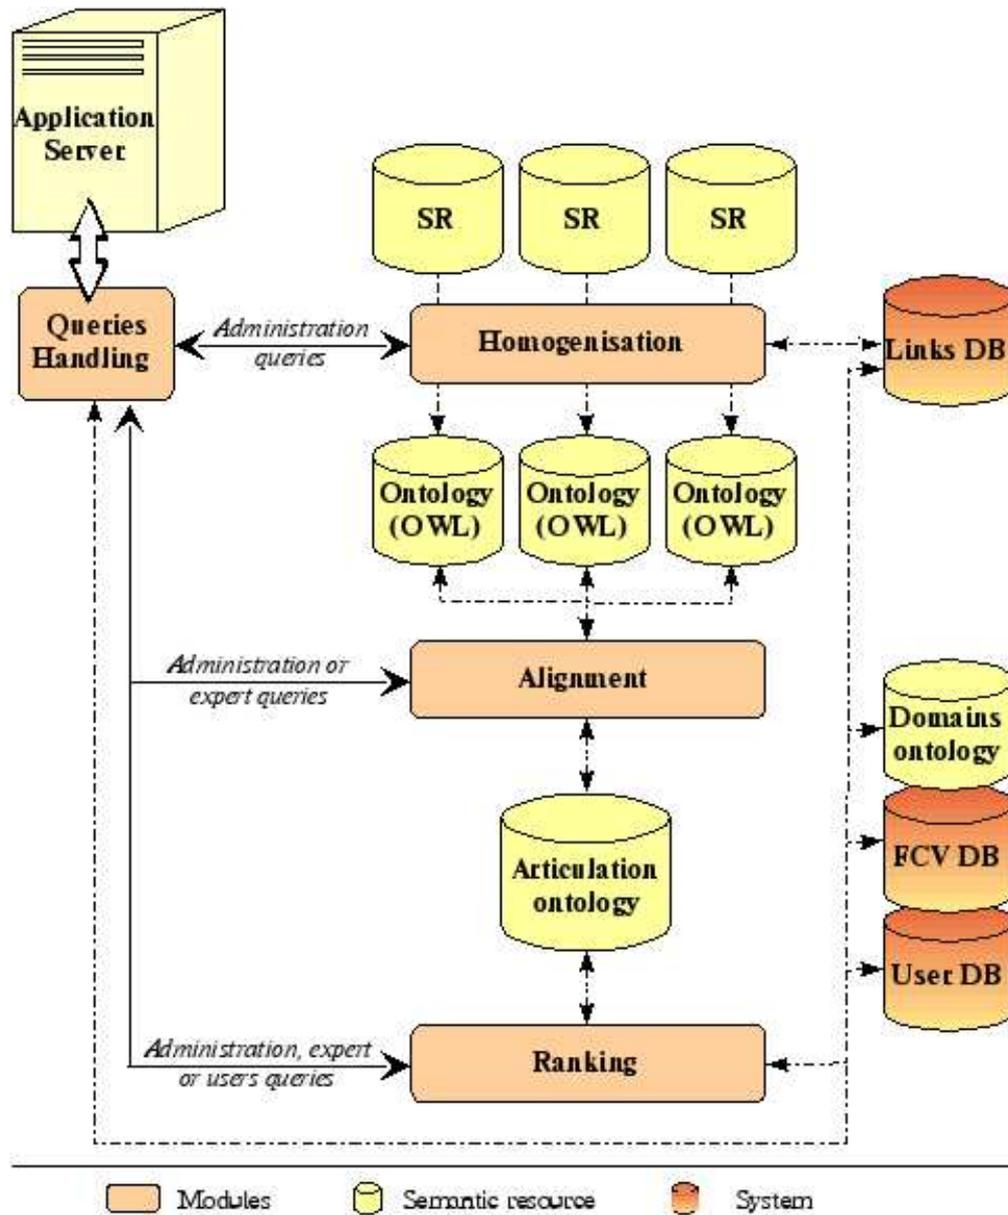 Application
Server
SR
SR
SR
Queries
Handling
Administration
queries
Homogenisation
Links DB
Ontology
(OWL)
Ontology
(OWL)
Ontology
(OWL)
Administration or
expert queries
Alignment
Domains
ontology
Articulation
ontology
FCV DB
User DB
Administration, expert
or users queries
Ranking
Modules
Semantic resource
System